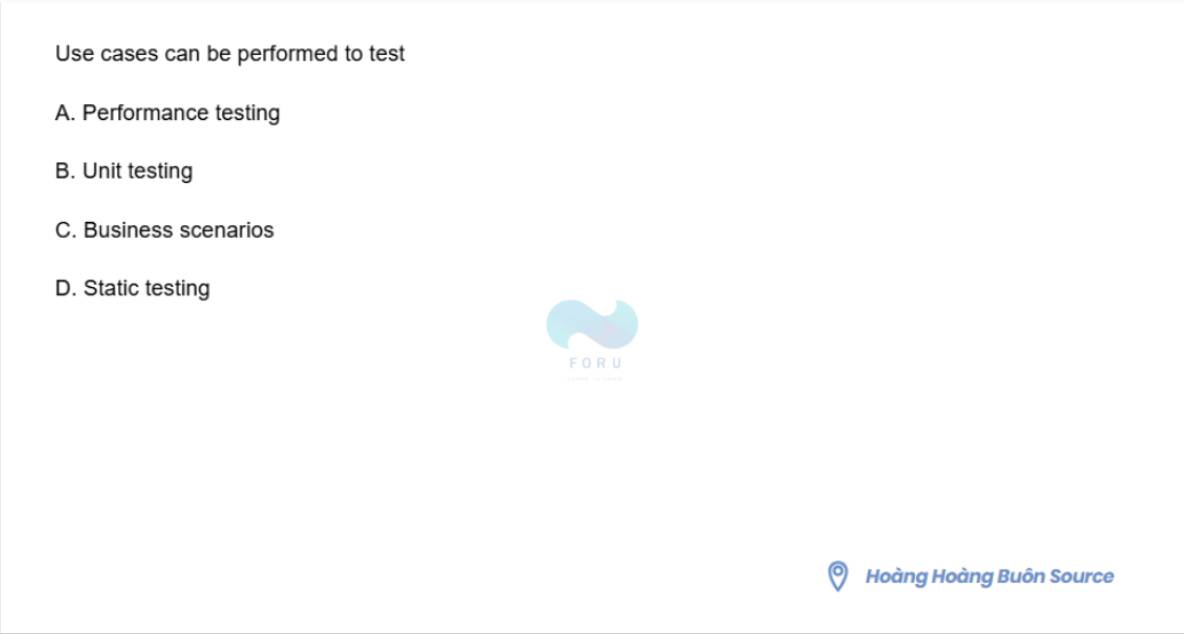 Use cases can be performed to test
A. Performance testing
B. Unit testing
C. Business scenarios
D. Static testing
FORU
Hoàng Hoàng Buôn Source